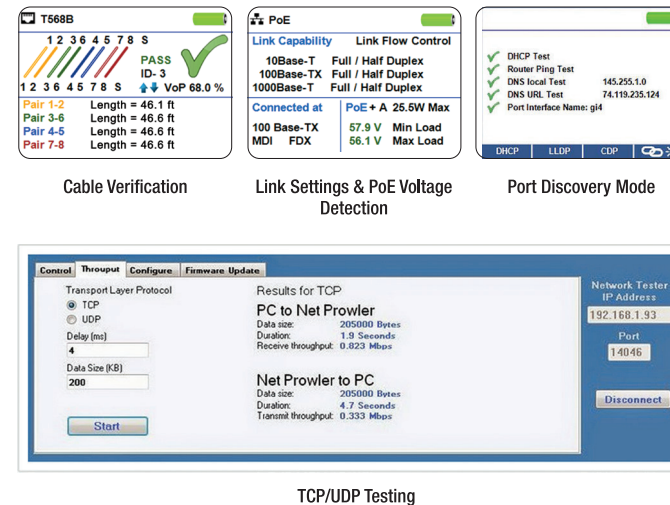 T568B
1 2 3 6 4 5 7 8 S
PASS
ID- 3
1 2 3 6 4 5 7 8 S VoP 68.0 %
Pair 1-2 Length = 46.1 ft
Pair 3-6 Length = 46.6 ft
Pair 4-5 Length = 46.6 ft
Pair 7-8 Length = 46.6 ft
Cable Verification
PoE
Link Capability Link Flow Control
10Base-T Full / Half Duplex
100Base-TX Full / Half Duplex
1000Base-T Full / Half Duplex
Connected at PoE + A 25.5W Max
100 Base-TX 57.9 V Min Load
MDI FDX 56.1 V Max Load
Link Settings & PoE Voltage
Detection
DHCP Test
Router Ping Test
DNS local Test 145.255.1.0
DNS URL Test 74.119.235.124
Port Interface Name: gi4
DHCP LLDP CDP
Port Discovery Mode
Control Throuput Configure Firmware Update
Transport Layer Protocol
TCP
UDP
Delay (ms)
4
Data Size (KB)
200
Start
Results for TCP
PC to Net Prowler
Data size: 205000 Bytes
Duration: 1.9 Seconds
Receive throughput: 0.823 Mbps
Net Prowler to PC
Data size: 205000 Bytes
Duration: 4.7 Seconds
Transmit throughput: 0.333 Mbps
Network Tester
IP Address
192.168.1.93
Port
14046
Disconnect
TCP/UDP Testing